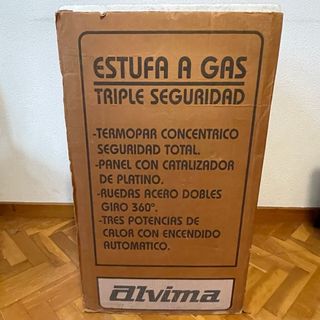 ESTUFA A GAS
TRIPLE SEGURIDAD
-TERMOPAR CONCENTRICO
SEGURIDAD TOTAL.
-PANEL CON CATALIZADOR
DE PLATINO.
-RUEDAS ACERO DOBLES
GIRO 360º
-TRES POTENCIAS DE
CALOR CON ENCENDIDO
AUTOMATICO.
alvima